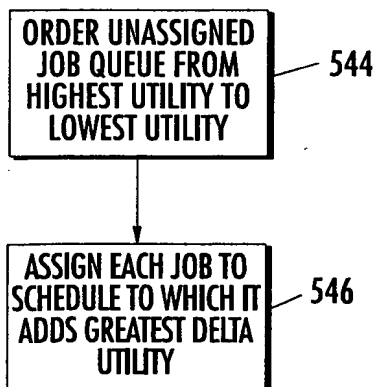 ORDER UNASSIGNED
JOB QUEUE FROM
HIGHEST UTILITY TO
LOWEST UTILITY
544
ASSIGN EACH JOB TO
SCHEDULE TO WHICH IT
ADDS GREATEST DELTA
UTILITY
546